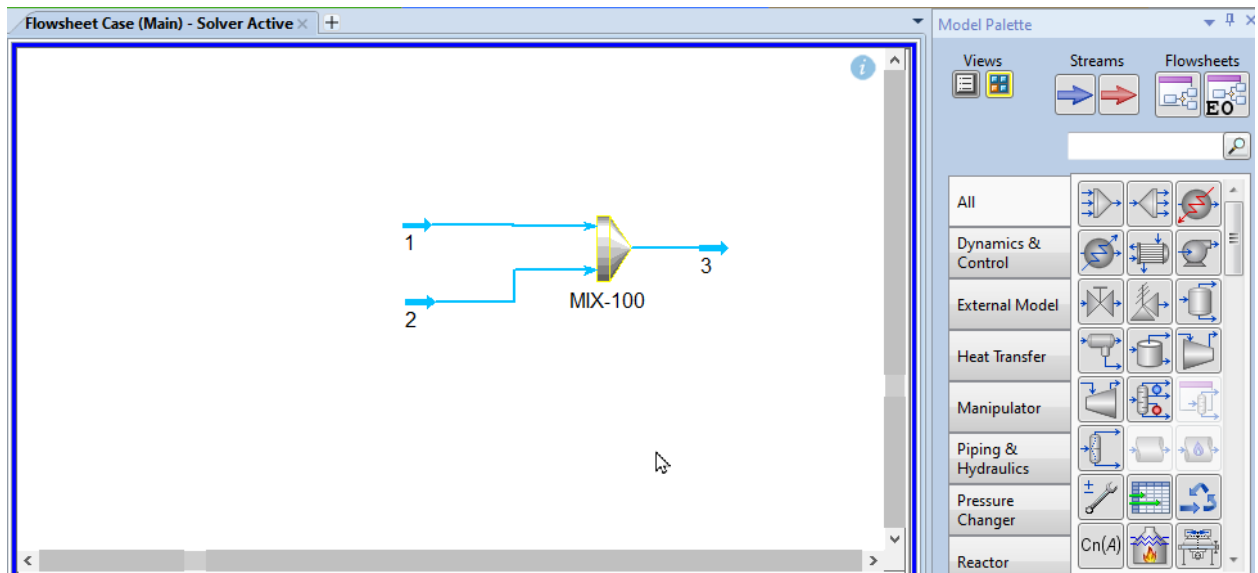 Flowsheet Case (Main) - Solver Active
Model Palette
Views
Streams
Flowsheets
EO
1
2
3
MIX-100
All
Dynamics &
Control
External Model
Heat Transfer
Manipulator
Piping &
Hydraulics
Pressure
Changer
Reactor
Cn(A)